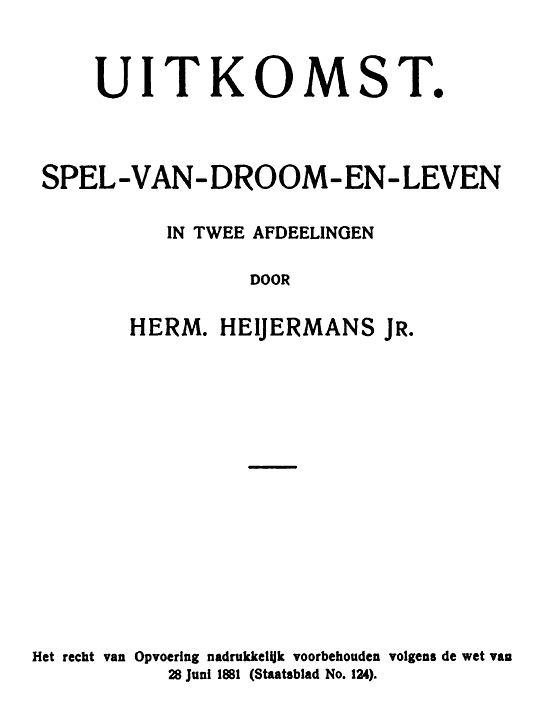 UITKOMST.
SPEL-VAN-DROOM-EN-LEVEN
IN TWEE AFDEELINGEN
DOOR
HERM. HEIJERMANS JR.
Het recht van Opvoering nadrukkelijk voorbehouden volgens de wet van
28 Juni 1881 (Staatsblad No. 124).